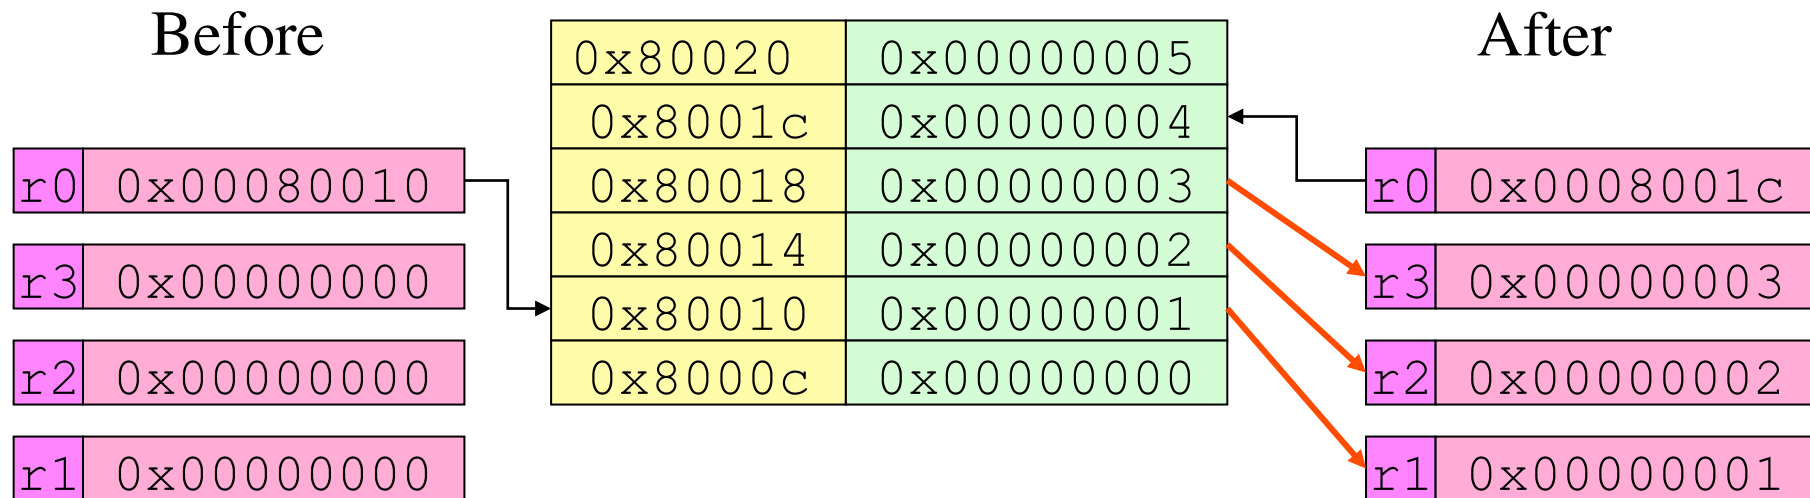 Before
After
0x80020 0x00000005
0x8001c 0x00000004
r0 0x00080010
0x80018 0x00000003
r0 0x0008001c
r3 0x00000000
0x80014 0x00000002
r3 0x00000003
0x80010 0x00000001
r2 0x00000000
0x8000c 0x00000000
r2 0x00000002
r1 0x00000000
r1 0x00000001